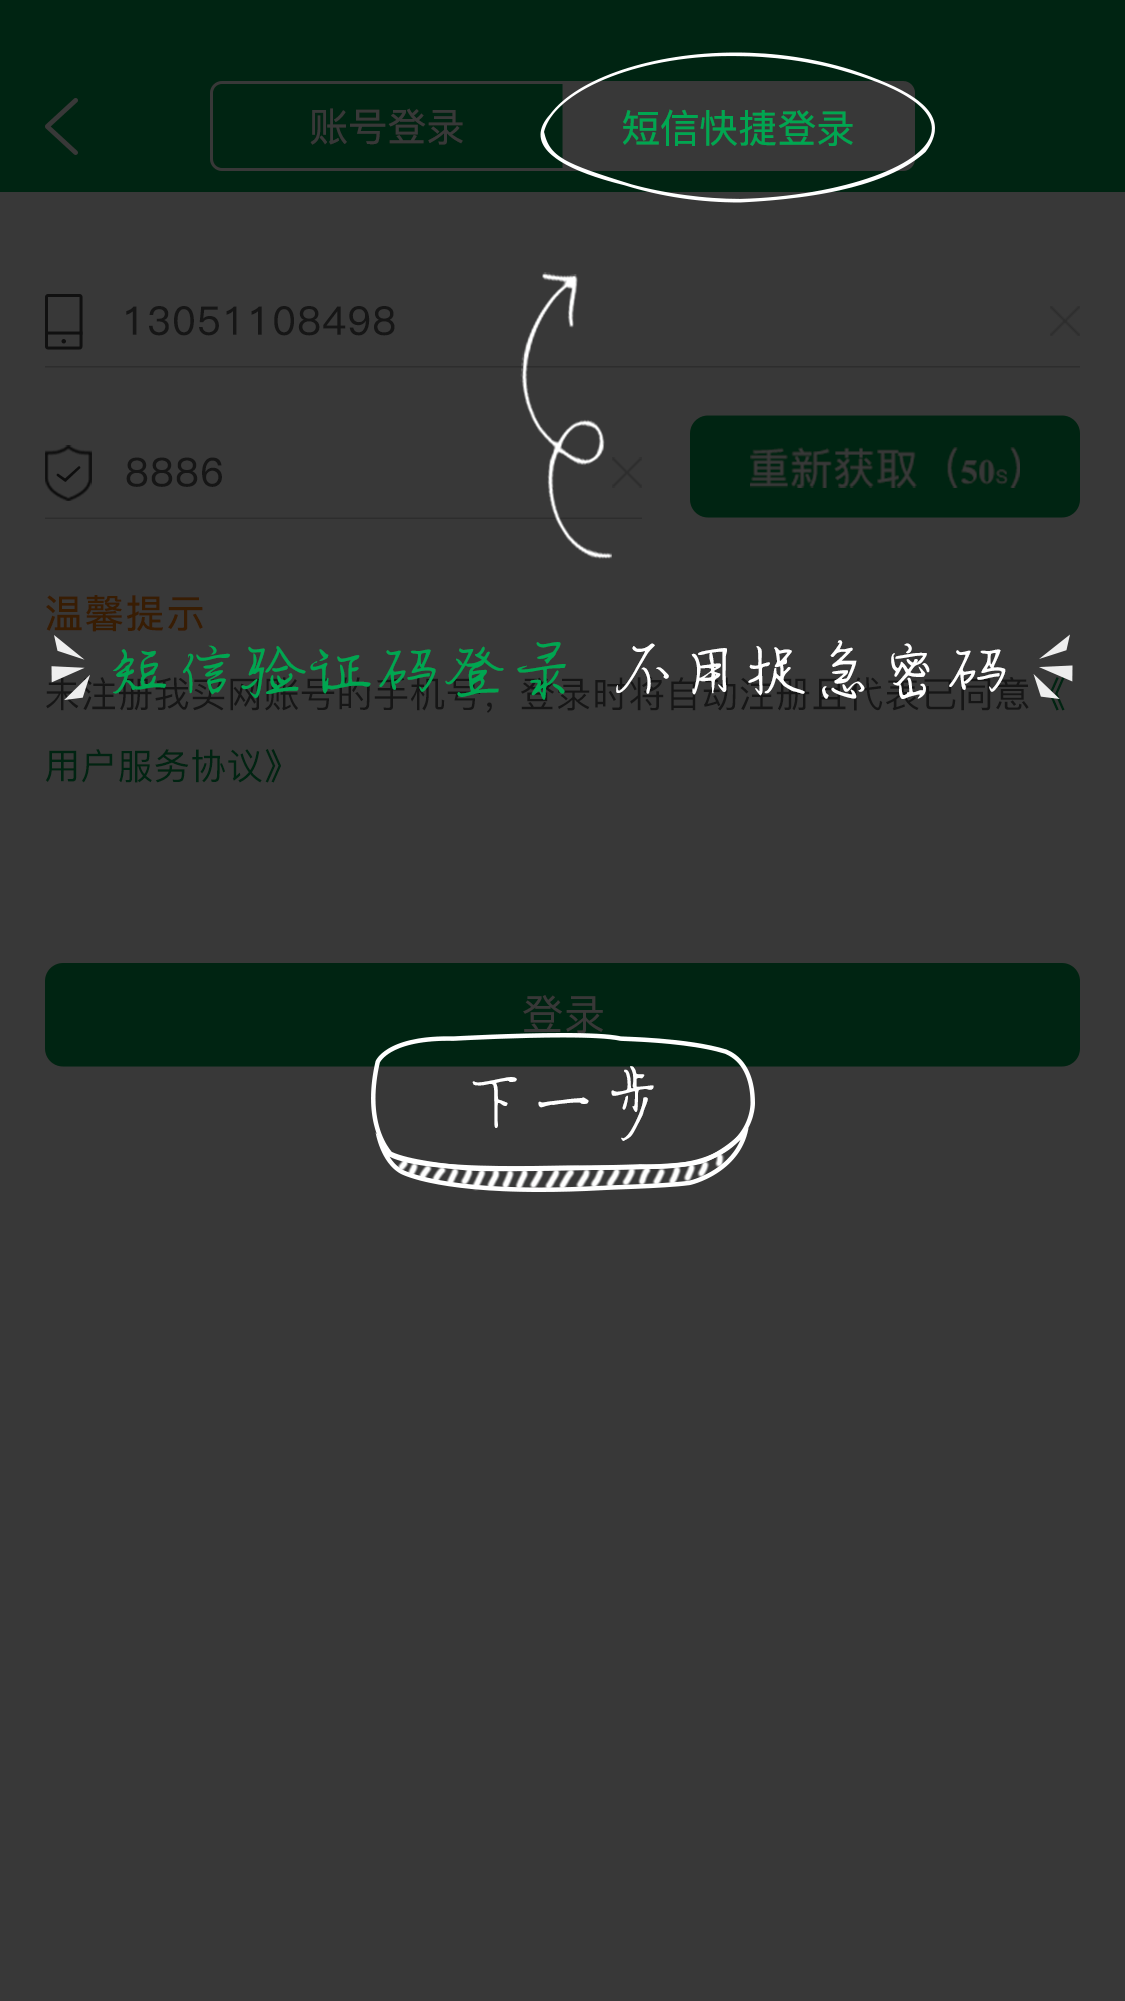 账号登录
短信快捷登录
13051108498
8886
重新获取（50s）
温馨提示
短信验证码登录 不用捉急密码
未注册我买网账号的手机号，登录时将自动注册且代表已同意《
用户服务协议》
登录
下一步